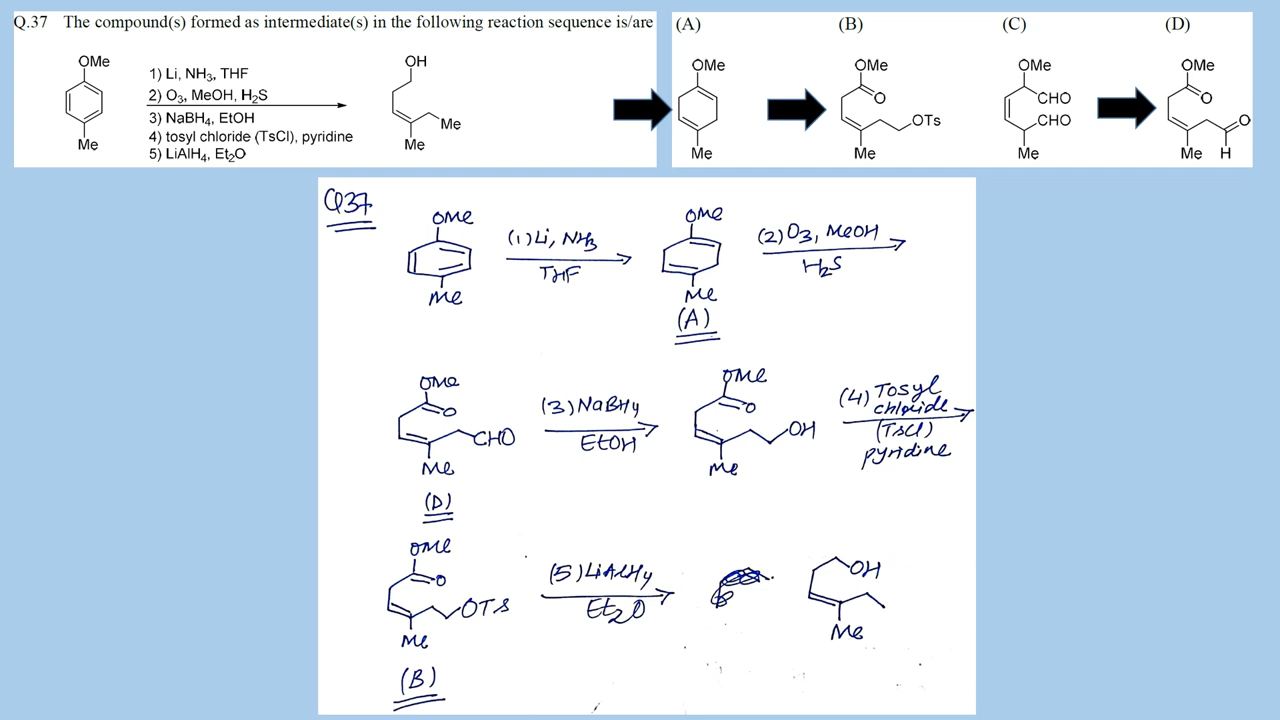 Q.37 The compound(s) formed as intermediate(s) in the following reaction sequence is/are
OMe
Me
1) Li, NH₃, THF
2) O₃, MeOH, H₂S
3) NaBH₄, EtOH
4) tosyl chloride (TsCl), pyridine
5) LiAlH₄, Et₂O
OH
Me
Me
(A)
OMe
Me
(B)
OMe
O
OTs
Me
(C)
OMe
CHO
CHO
Me
(D)
OMe
O
O
Me H
Q37
OMe
Me
(1) Li, NH₃
THF
OMe
Me
(A)
(2) O₃, MeOH
H₂S
OMe
O
CHO
Me
(D)
(3) NaBH₄
EtOH
OMe
O
OH
Me
(4) Tosyl
chloride
(TsCl)
pyridine
OMe
O
OTS
Me
(B)
(5) LiAlH₄
Et₂O
OH
Me